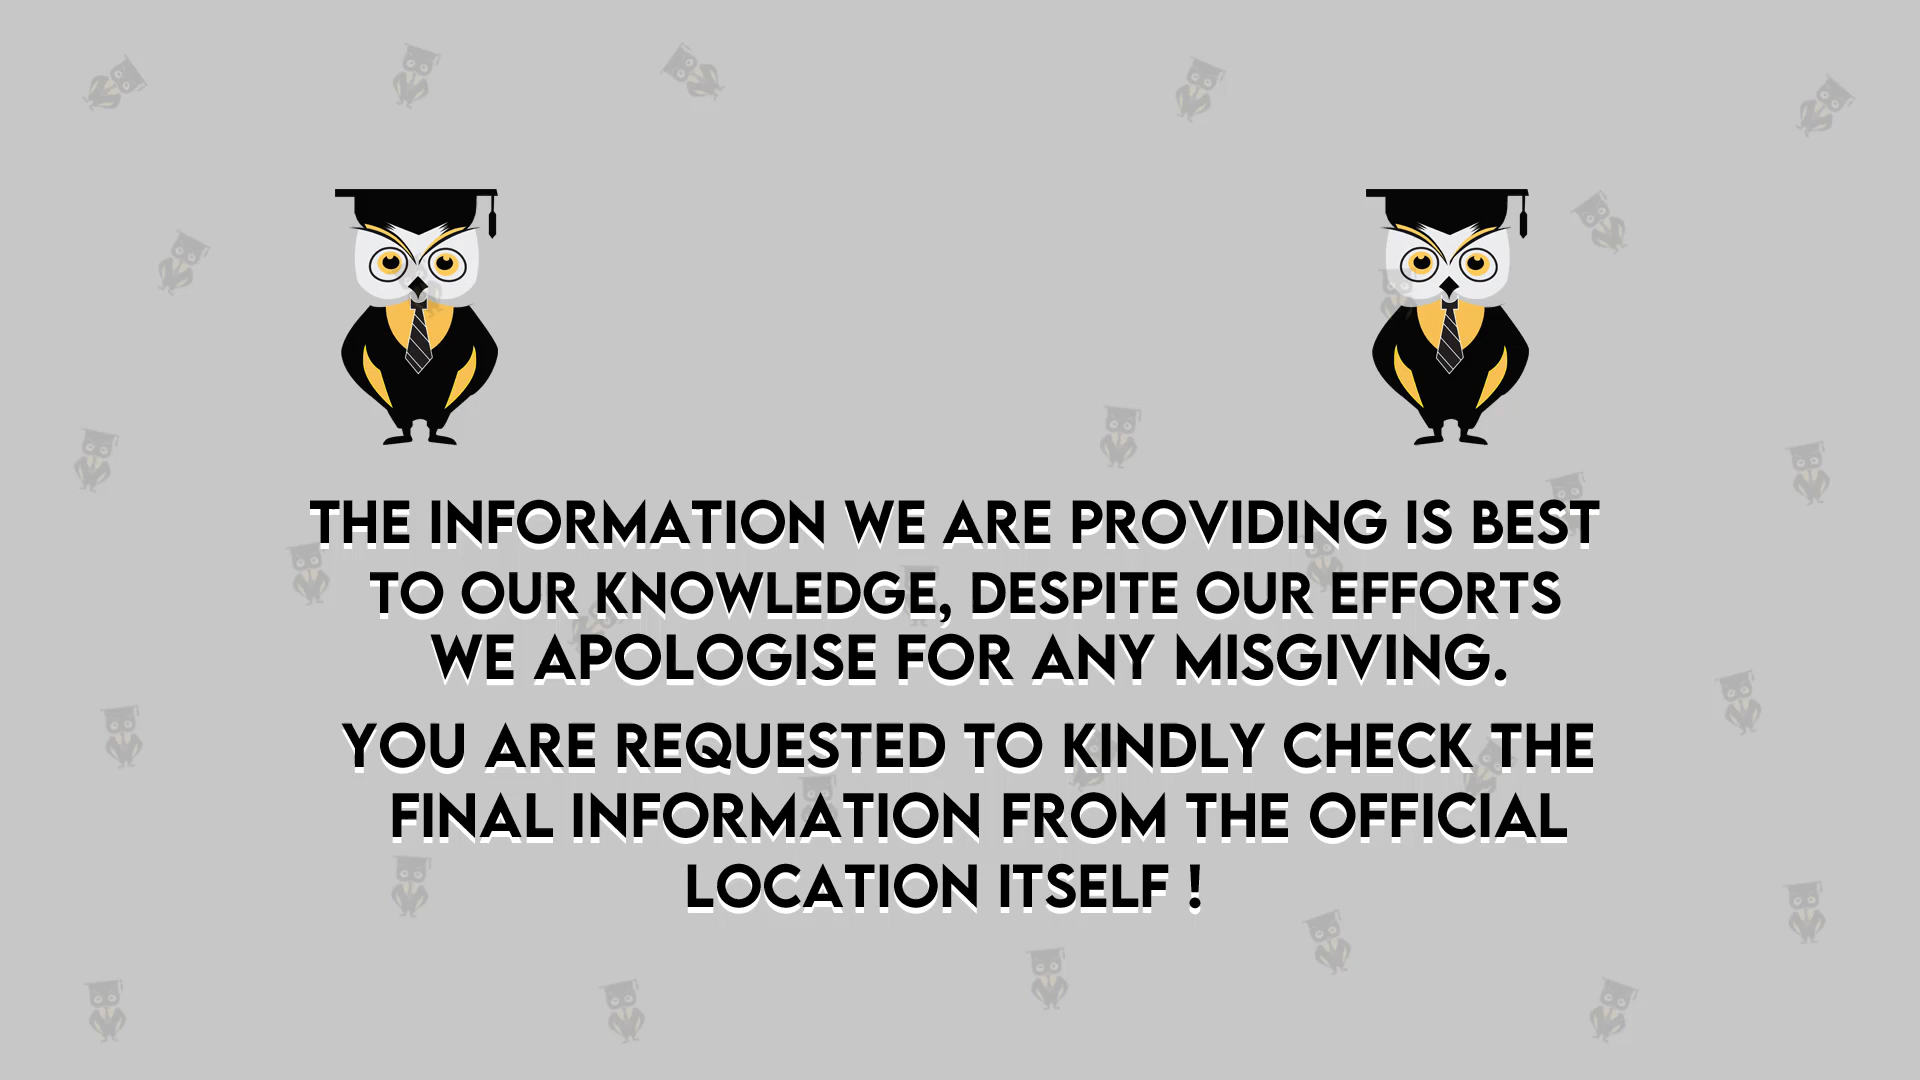 THE INFORMATION WE ARE PROVIDING IS BEST
TO OUR KNOWLEDGE, DESPITE OUR EFFORTS
WE APOLOGISE FOR ANY MISGIVING.
YOU ARE REQUESTED TO KINDLY CHECK THE
FINAL INFORMATION FROM THE OFFICIAL
LOCATION ITSELF !